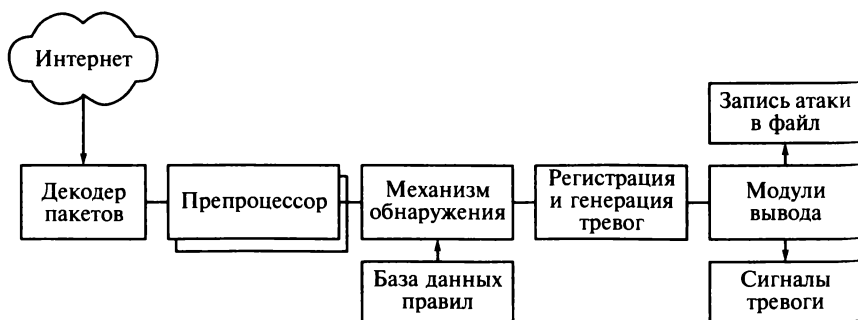 Интернет
Декодер
пакетов
Препроцессор
Механизм
обнаружения
База данных
правил
Регистрация
и генерация
тревог
Запись атаки
в файл
Модули
вывода
Сигналы
тревоги